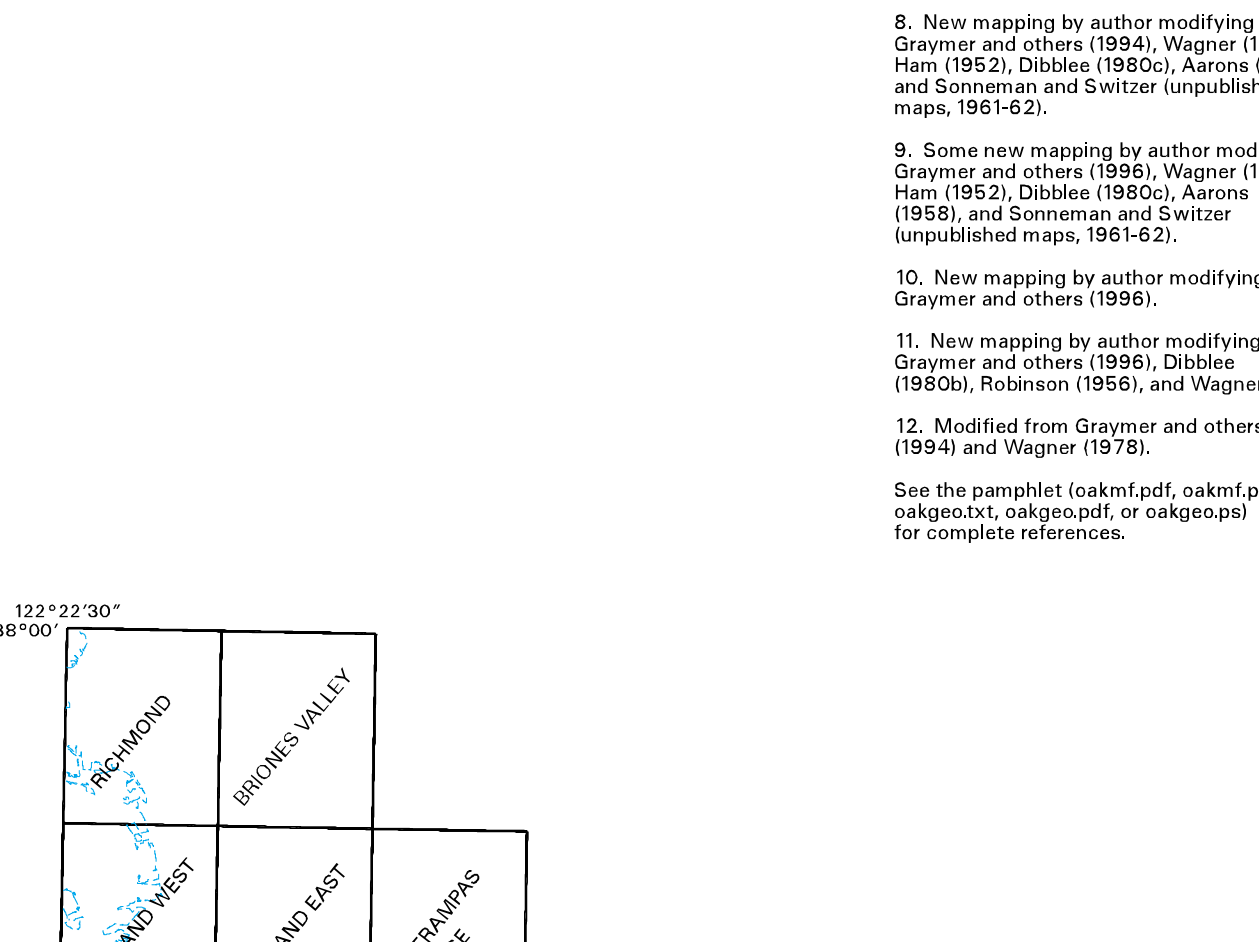 8. New mapping by author modifying
Graymer and others (1994), Wagner (1
Ham (1952), Dibblee (1980c), Aarons (
and Sonneman and Switzer (unpublish
maps, 1961-62).
9. Some new mapping by author mod
Graymer and others (1996), Wagner (1
Ham (1952), Dibblee (1980c), Aarons
(1958), and Sonneman and Switzer
(unpublished maps, 1961-62).
10. New mapping by author modifying
Graymer and others (1996).
11. New mapping by author modifying
Graymer and others (1996), Dibblee
(1980b), Robinson (1956), and Wagner
12. Modified from Graymer and others
(1994) and Wagner (1978).
See the pamphlet (oakmf.pdf, oakmf.p
oakgeo.txt, oakgeo.pdf, or oakgeo.ps)
for complete references.
122°22'30"
38°00'
RICHMOND
BRIONES VALLEY
AND WEST
AND EAST
TRAMPAS
GE